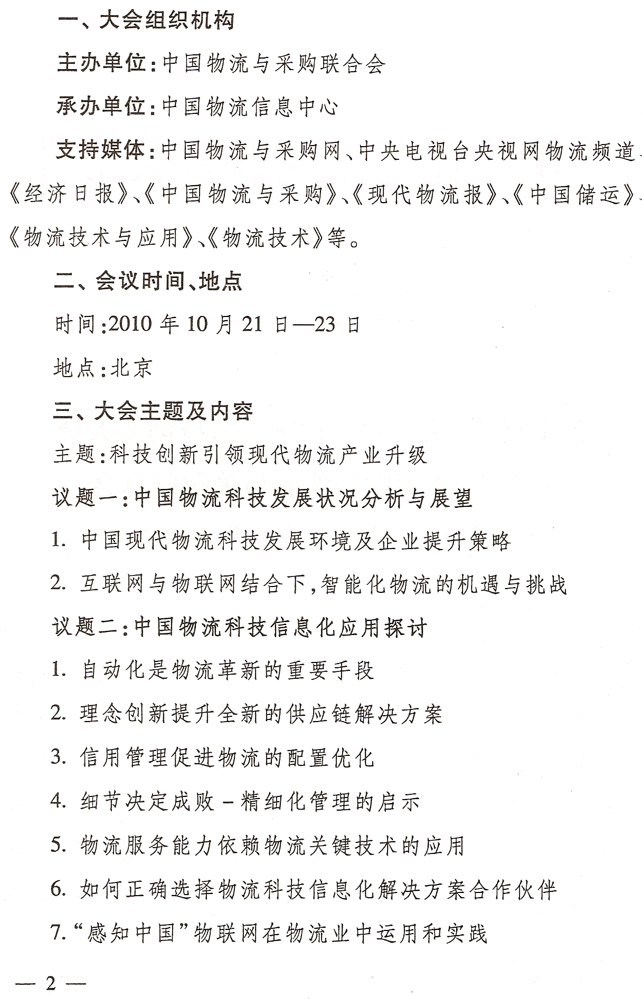 一、大会组织机构
主办单位:中国物流与采购联合会
承办单位:中国物流信息中心
支持媒体:中国物流与采购网、中央电视台央视网物流频道、
《经济日报》、《中国物流与采购》、《现代物流报》、《中国储运》、
《物流技术与应用》、《物流技术》等。
二、会议时间、地点
时间:2010 年 10 月 21 日—23 日
地点:北京
三、大会主题及内容
主题:科技创新引领现代物流产业升级
议题一:中国物流科技发展状况分析与展望
1. 中国现代物流科技发展环境及企业提升策略
2. 互联网与物联网结合下,智能化物流的机遇与挑战
议题二:中国物流科技信息化应用探讨
1. 自动化是物流革新的重要手段
2. 理念创新提升全新的供应链解决方案
3. 信用管理促进物流的配置优化
4. 细节决定成败－精细化管理的启示
5. 物流服务能力依赖物流关键技术的应用
6. 如何正确选择物流科技信息化解决方案合作伙伴
7. “感知中国”物联网在物流业中运用和实践
— 2 —